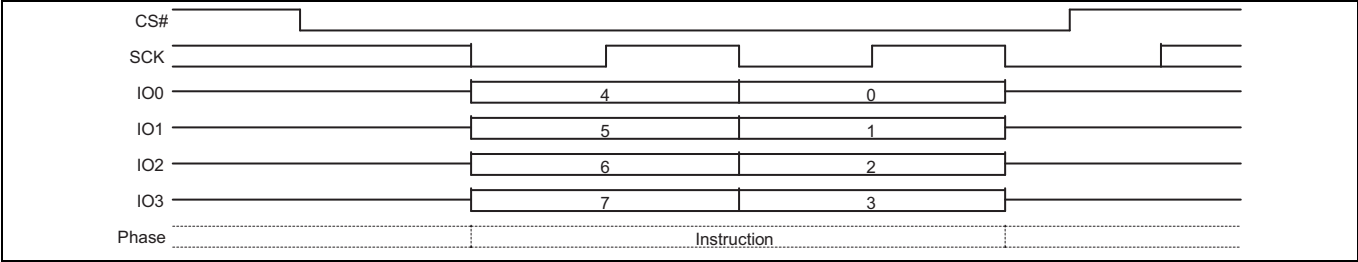 CS#
SCK
IO0 4 0
IO1 5 1
IO2 6 2
IO3 7 3
Phase Instruction